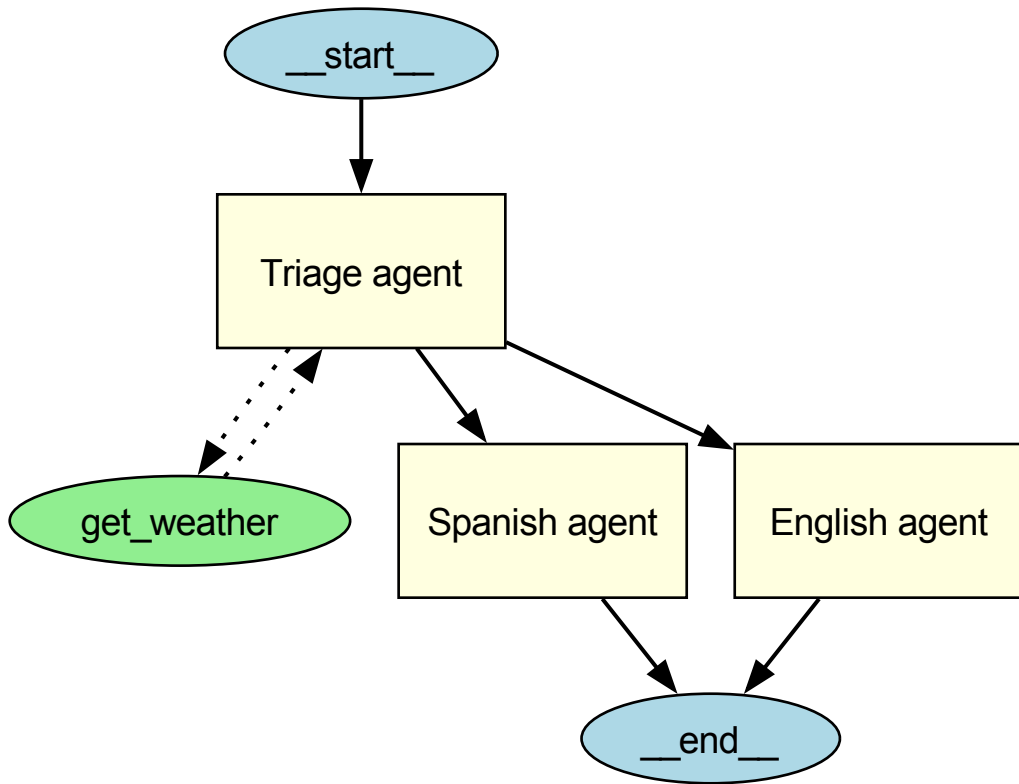 __start__
Triage agent
get_weather
Spanish agent
English agent
__end__